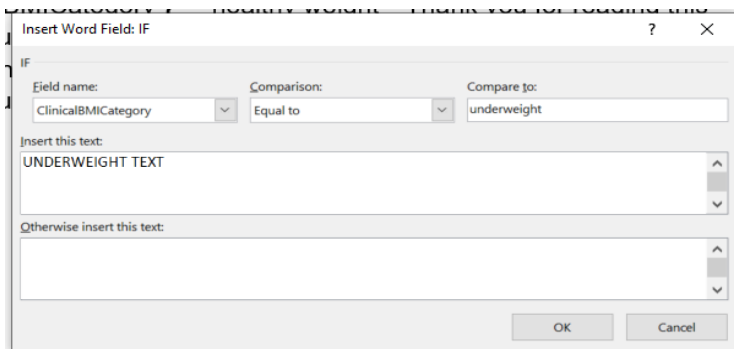 Insert Word Field: IF ? ×
IF
Field name: Comparison: Compare to:
ClinicalBMICategory Equal to underweight
Insert this text:
UNDERWEIGHT TEXT
Otherwise insert this text:
OK Cancel